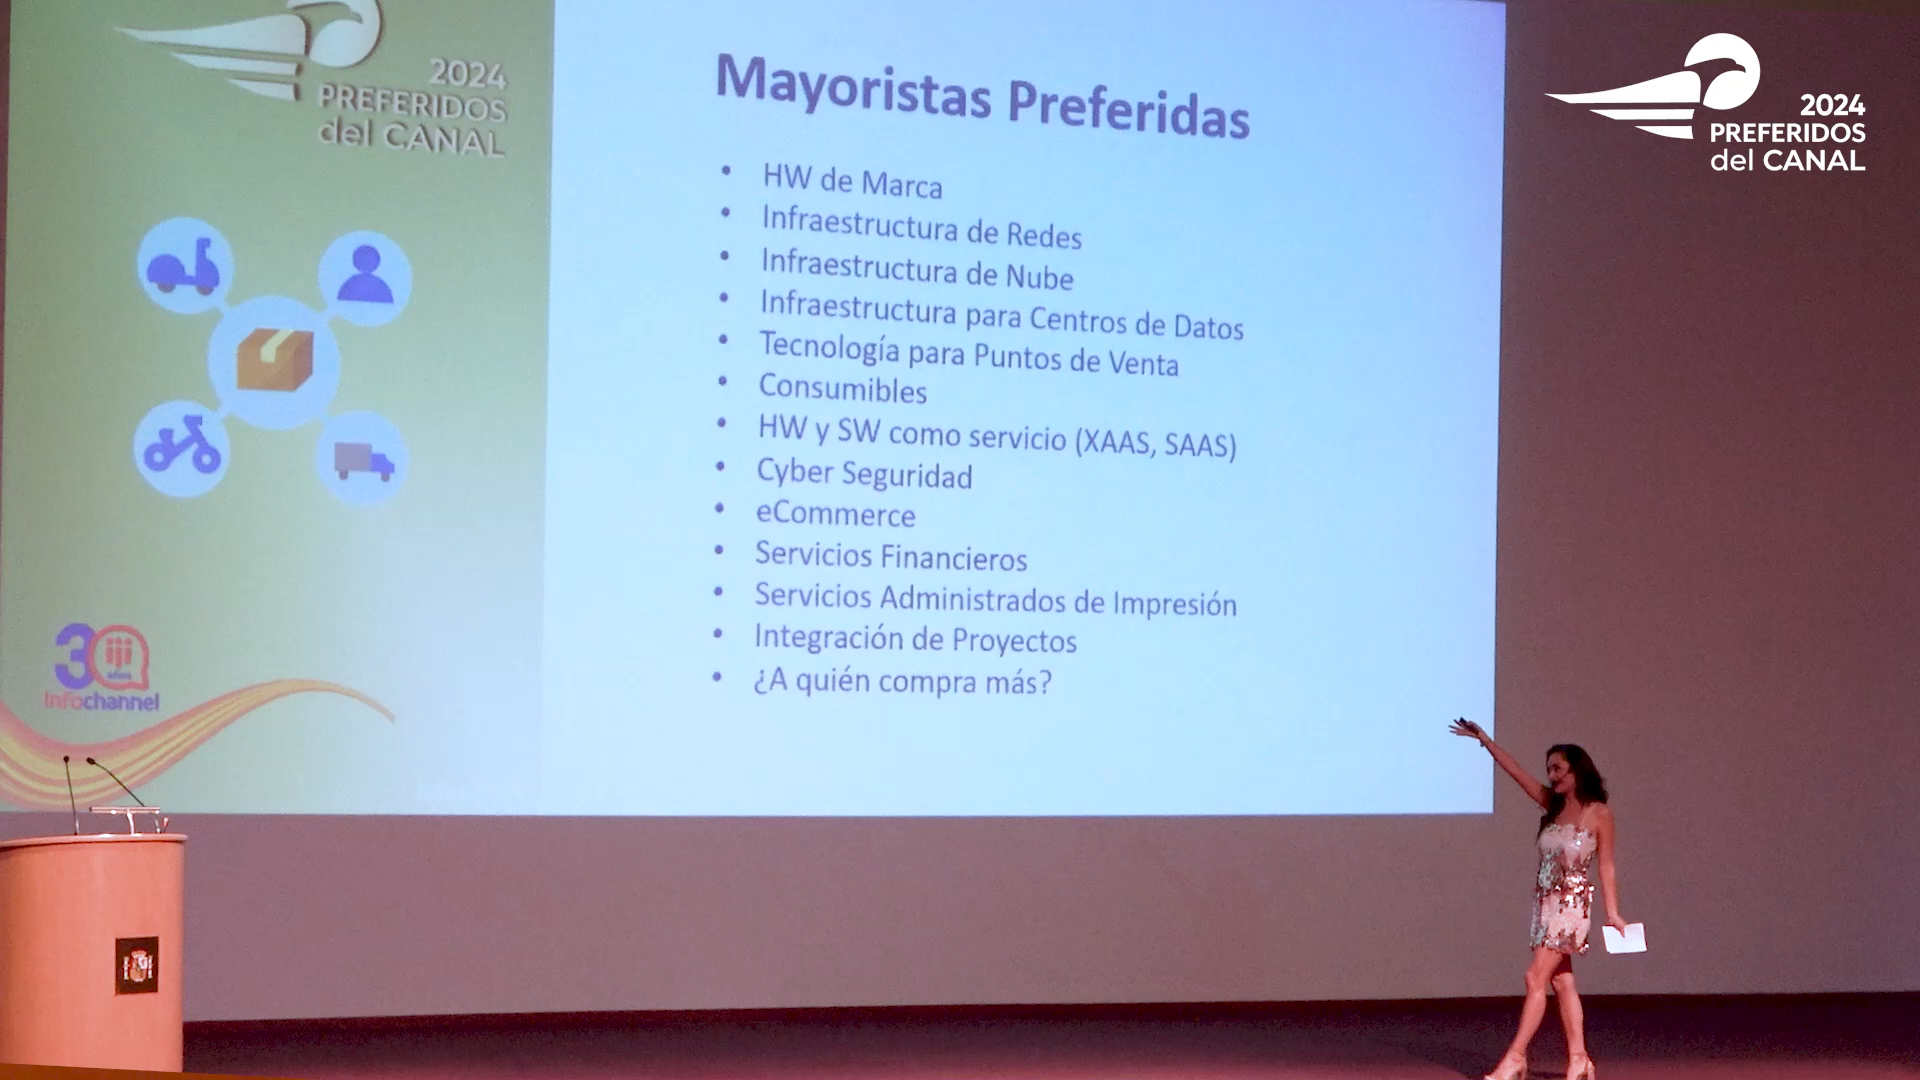 2024
PREFERIDOS
del CANAL
Mayoristas Preferidas
• HW de Marca
• Infraestructura de Redes
• Infraestructura de Nube
• Infraestructura para Centros de Datos
• Tecnología para Puntos de Venta
• Consumibles
• HW y SW como servicio (XAAS, SAAS)
• Cyber Seguridad
• eCommerce
• Servicios Financieros
• Servicios Administrados de Impresión
• Integración de Proyectos
• ¿A quién compra más?
30
años
Infochannel
2024
PREFERIDOS
del CANAL